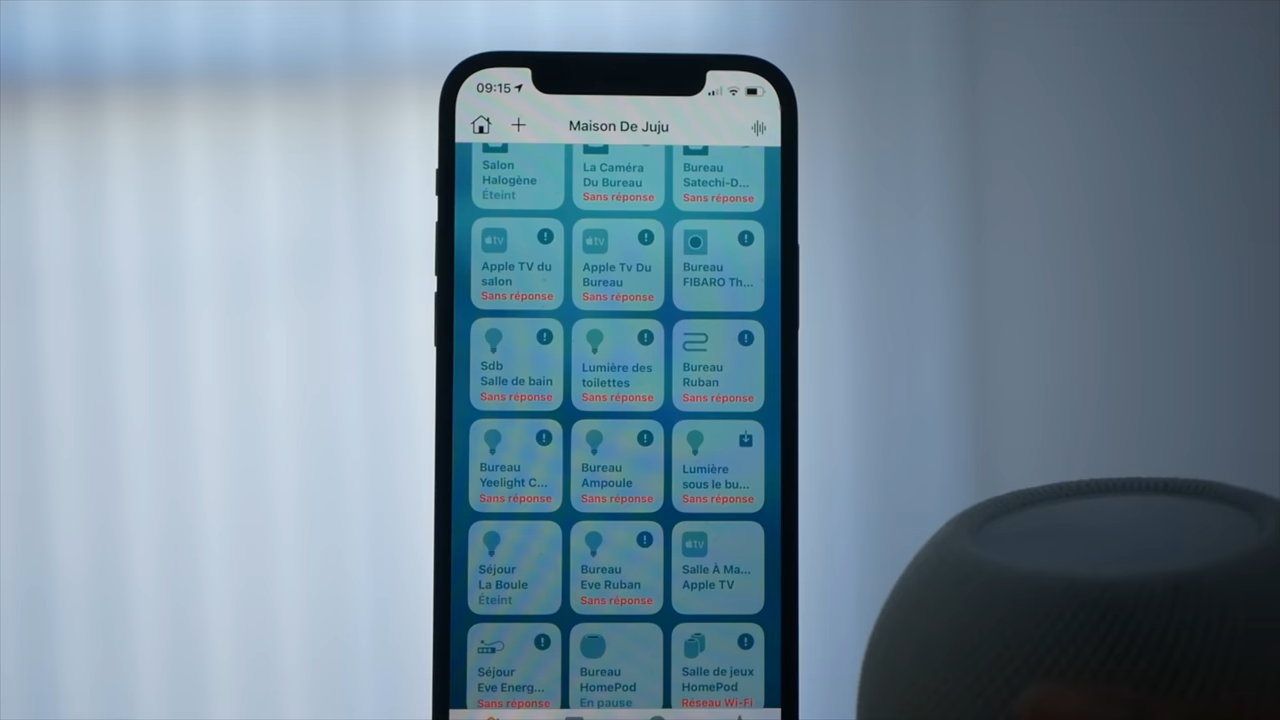 09:15
Maison De Juju
Salon
Halogène
Éteint
La Caméra
Du Bureau
Sans réponse
Bureau
Satechi-D...
Sans réponse
tv
Apple TV du
salon
Sans réponse
tv
Apple Tv Du
Bureau
Sans réponse
Bureau
FIBARO Th...
Sdb
Salle de bain
Sans réponse
Lumière des
toilettes
Sans réponse
Bureau
Ruban
Sans réponse
Bureau
Yeelight C...
Sans réponse
Bureau
Ampoule
Sans réponse
Lumière
sous le bu...
Sans réponse
Séjour
La Boule
Éteint
Bureau
Eve Ruban
Sans réponse
tv
Salle À Ma...
Apple TV
Séjour
Eve Energ...
Sans réponse
Bureau
HomePod
En pause
Salle de jeux
HomePod
Réseau Wi-Fi